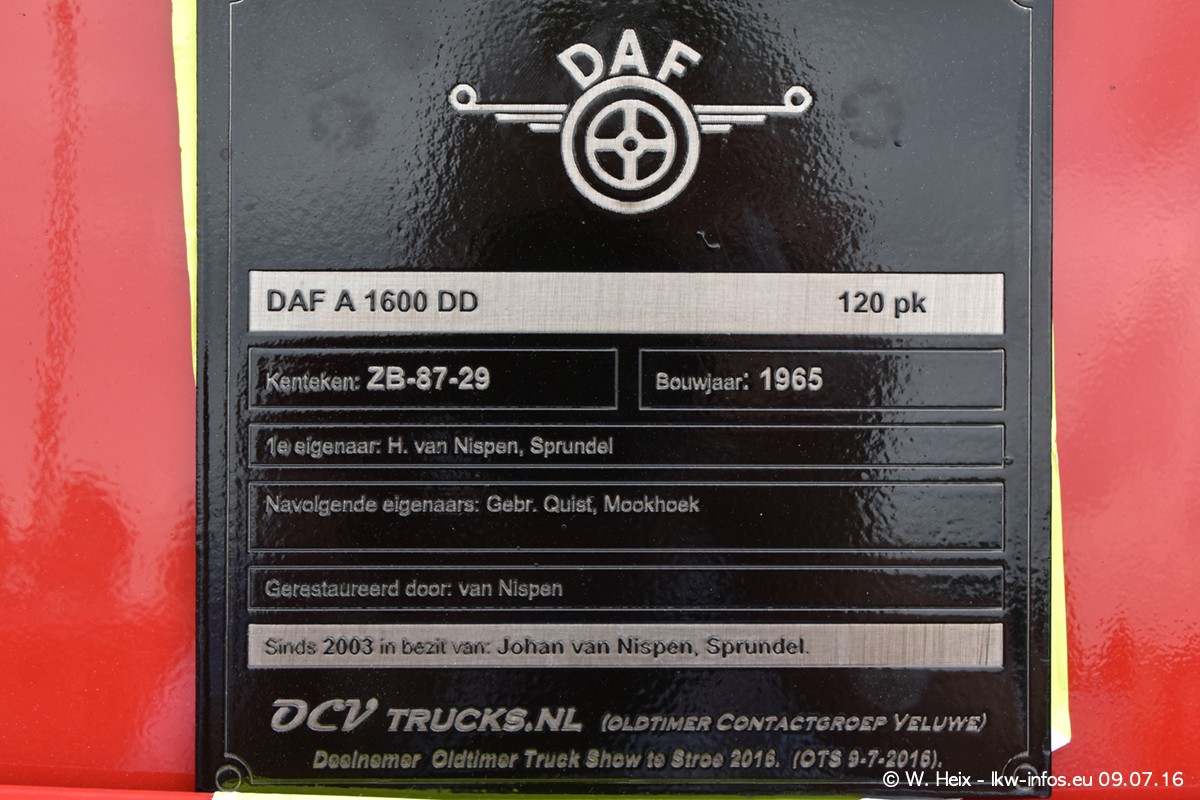 DAF
DAF A 1600 DD 120 pk
Kenteken: ZB-87-29 Bouwjaar: 1965
1e eigenaar: H. van Nispen, Sprundel
Navolgende eigenaars: Gebr. Quist, Mookhoek
Gerestaureerd door: van Nispen
Sinds 2003 in bezit van: Johan van Nispen, Sprundel.
OCV TRUCKS.NL (OLDTIMER CONTACTGROEP VELUWE)
Deelnemer Oldtimer Truck Show te Stroe 2016. (OTS 9-7-2016).
© W. Heix - lkw-infos.eu 09.07.16